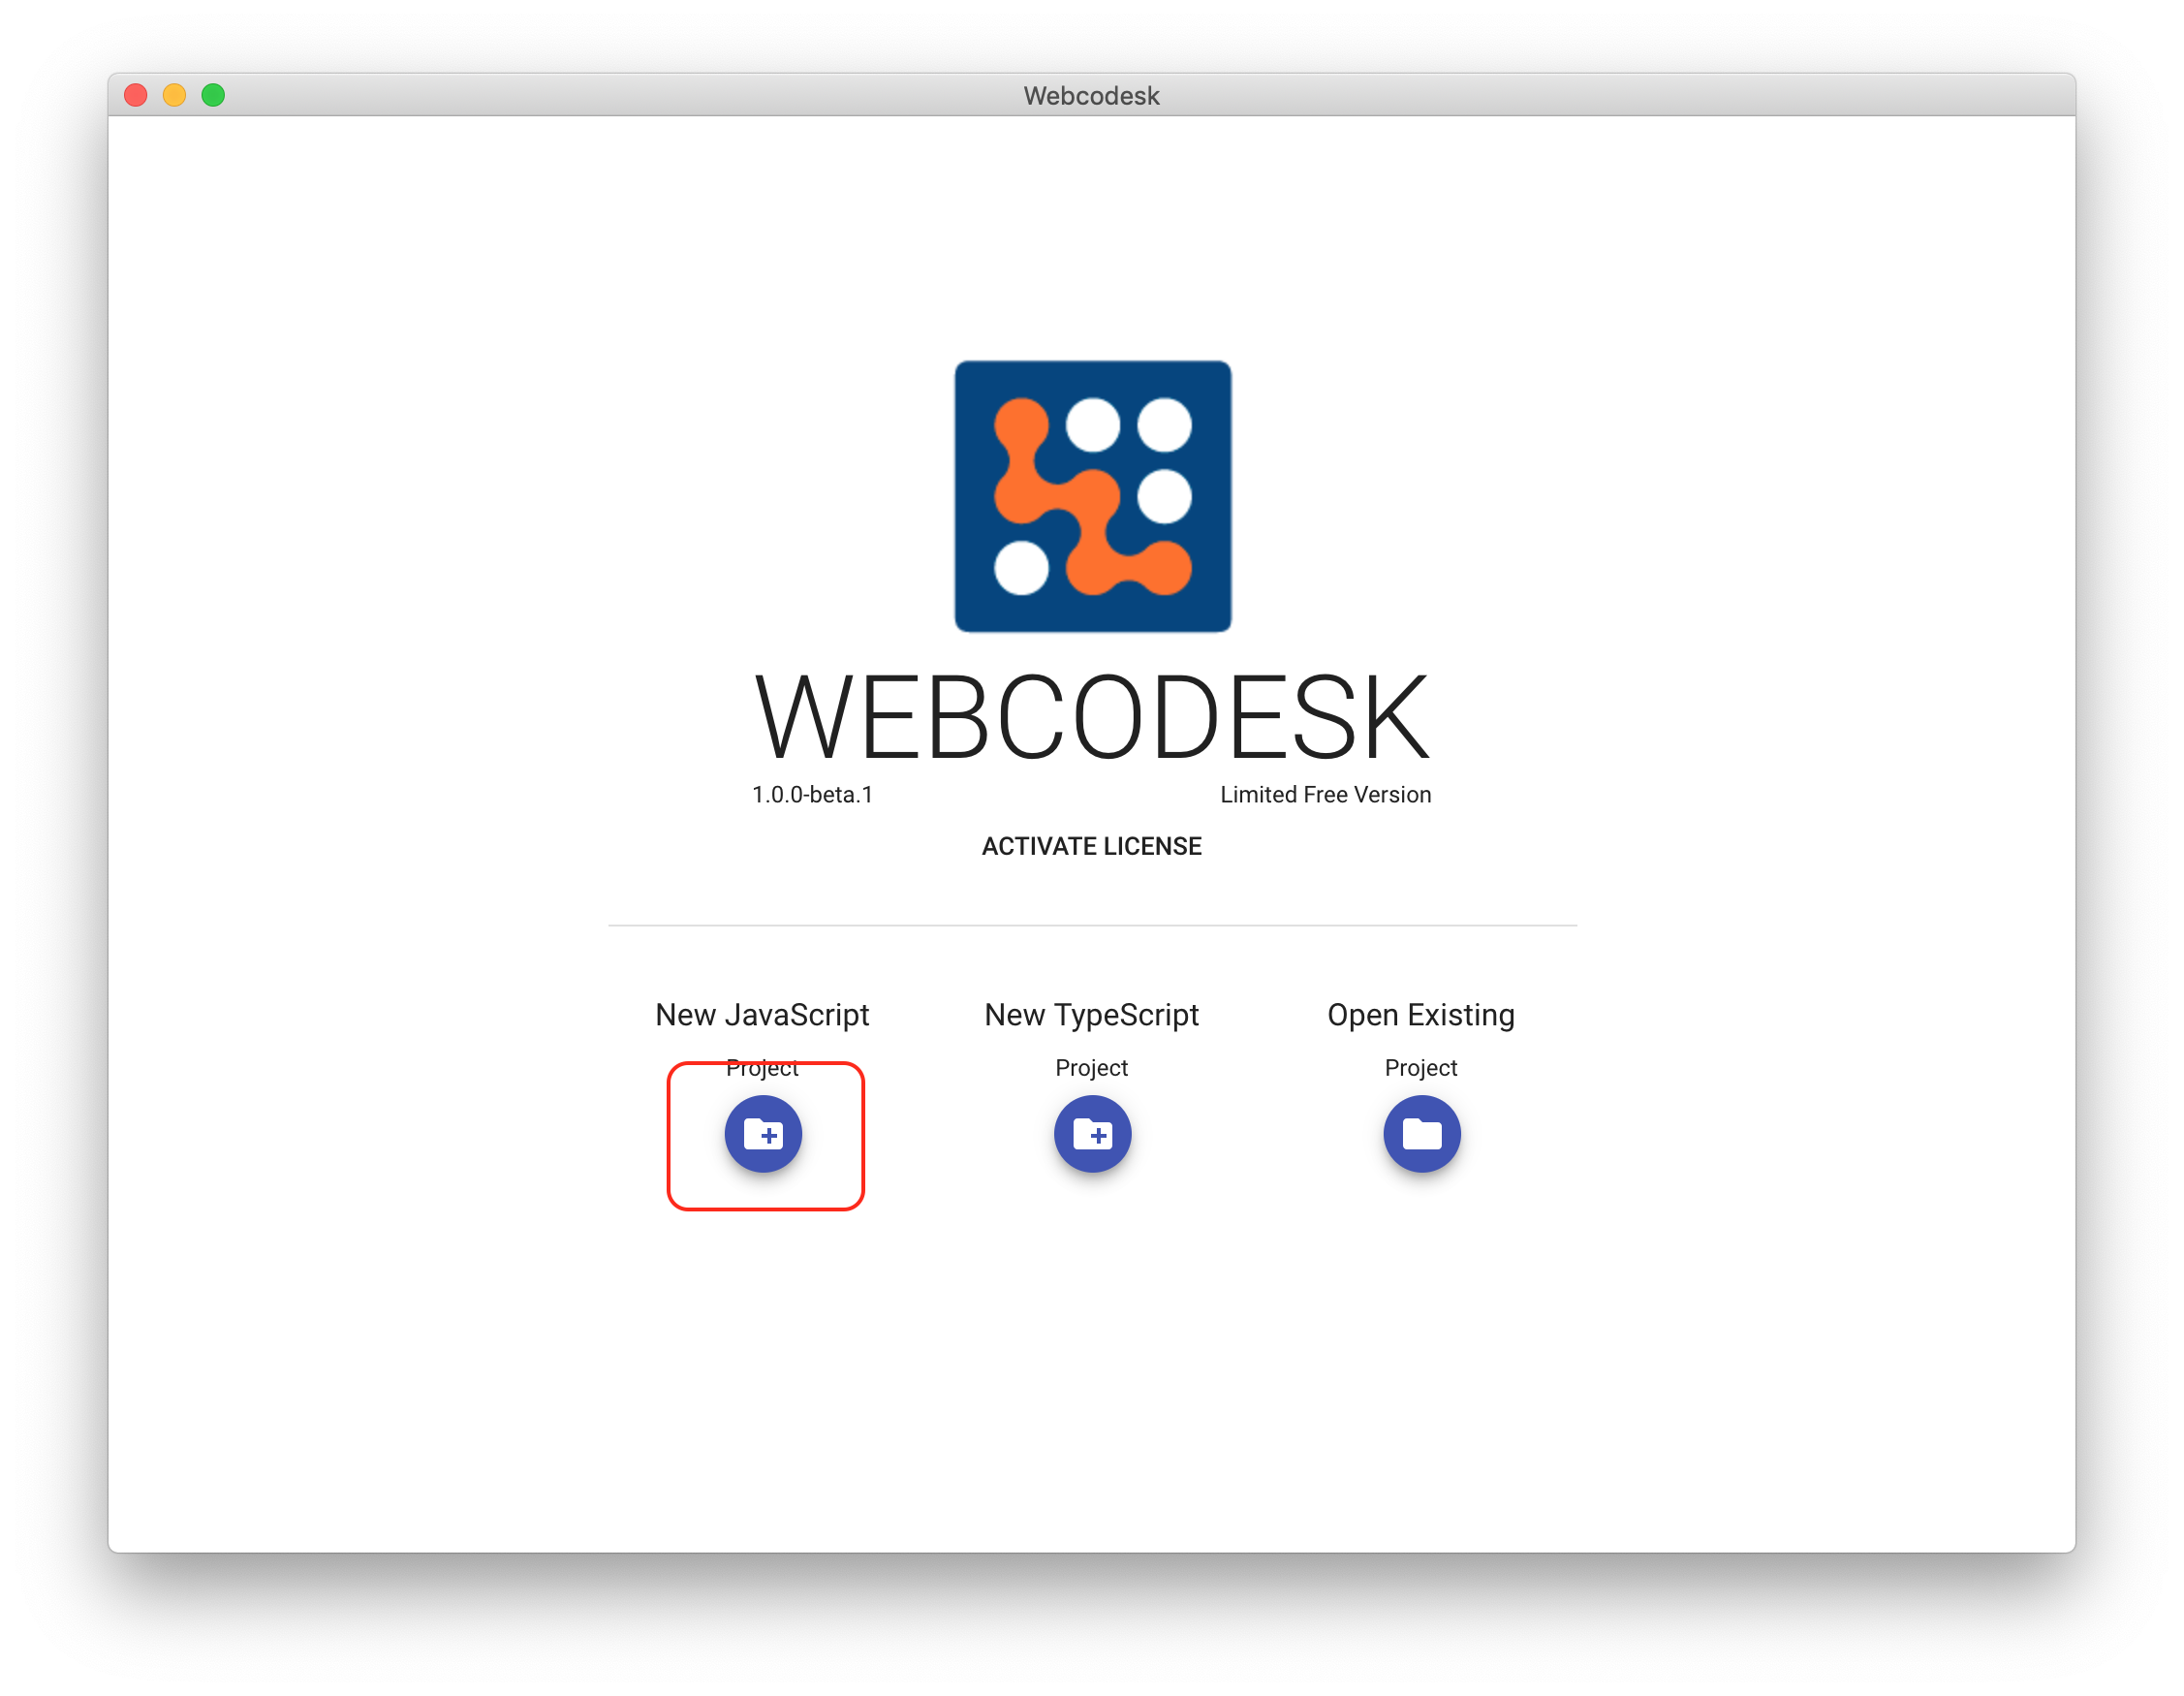 Webcodesk
WEBCODESK
1.0.0-beta.1 Limited Free Version
ACTIVATE LICENSE
New JavaScript New TypeScript Open Existing
Project Project Project